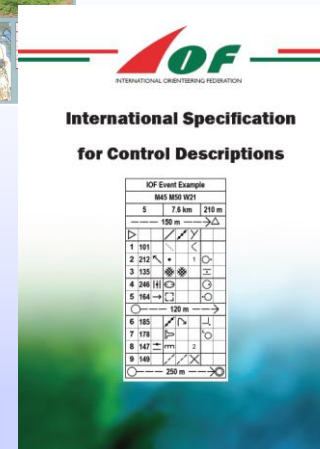 IOF
INTERNATIONAL ORIENTEERING FEDERATION
International Specification
for Control Descriptions
IOF Event Example
M45 M50 W21
5 7.6 km 210 m
150 m
1 101
2 212 1
3 135
4 246
5 164
120 m
6 185
7 178
8 147 2
9 149
250 m